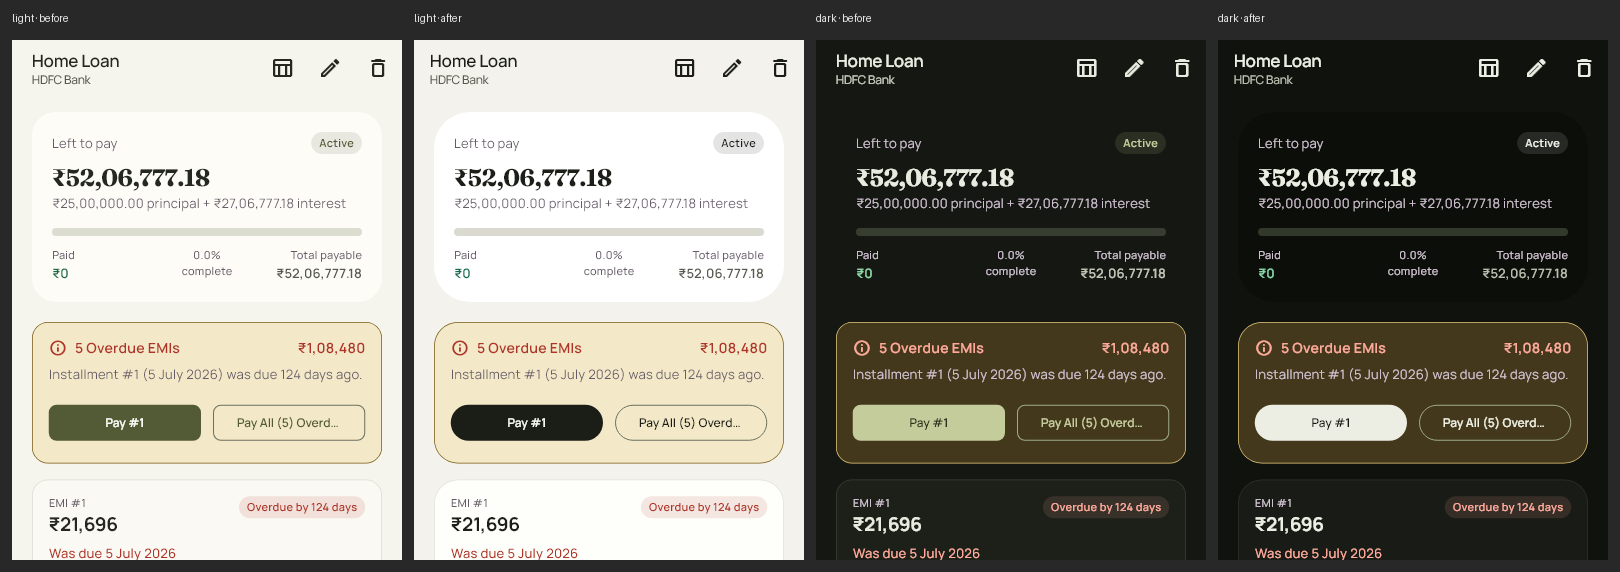 light·before
Home Loan
HDFC Bank
Left to pay
Active
₹52,06,777.18
₹25,00,000.00 principal + ₹27,06,777.18 interest
Paid
0.0%
Total payable
₹0
complete
₹52,06,777.18
5 Overdue EMIs
₹1,08,480
Installment #1 (5 July 2026) was due 124 days ago.
Pay #1
Pay All (5) Overd...
EMI #1
Overdue by 124 days
₹21,696
Was due 5 July 2026
light·after
Home Loan
HDFC Bank
Left to pay
Active
₹52,06,777.18
₹25,00,000.00 principal + ₹27,06,777.18 interest
Paid
0.0%
Total payable
₹0
complete
₹52,06,777.18
5 Overdue EMIs
₹1,08,480
Installment #1 (5 July 2026) was due 124 days ago.
Pay #1
Pay All (5) Overd...
EMI #1
Overdue by 124 days
₹21,696
Was due 5 July 2026
dark·before
Home Loan
HDFC Bank
Left to pay
Active
₹52,06,777.18
₹25,00,000.00 principal + ₹27,06,777.18 interest
Paid
0.0%
Total payable
₹0
complete
₹52,06,777.18
5 Overdue EMIs
₹1,08,480
Installment #1 (5 July 2026) was due 124 days ago.
Pay #1
Pay All (5) Overd...
EMI #1
Overdue by 124 days
₹21,696
Was due 5 July 2026
dark·after
Home Loan
HDFC Bank
Left to pay
Active
₹52,06,777.18
₹25,00,000.00 principal + ₹27,06,777.18 interest
Paid
0.0%
Total payable
₹0
complete
₹52,06,777.18
5 Overdue EMIs
₹1,08,480
Installment #1 (5 July 2026) was due 124 days ago.
Pay #1
Pay All (5) Overd...
EMI #1
Overdue by 124 days
₹21,696
Was due 5 July 2026